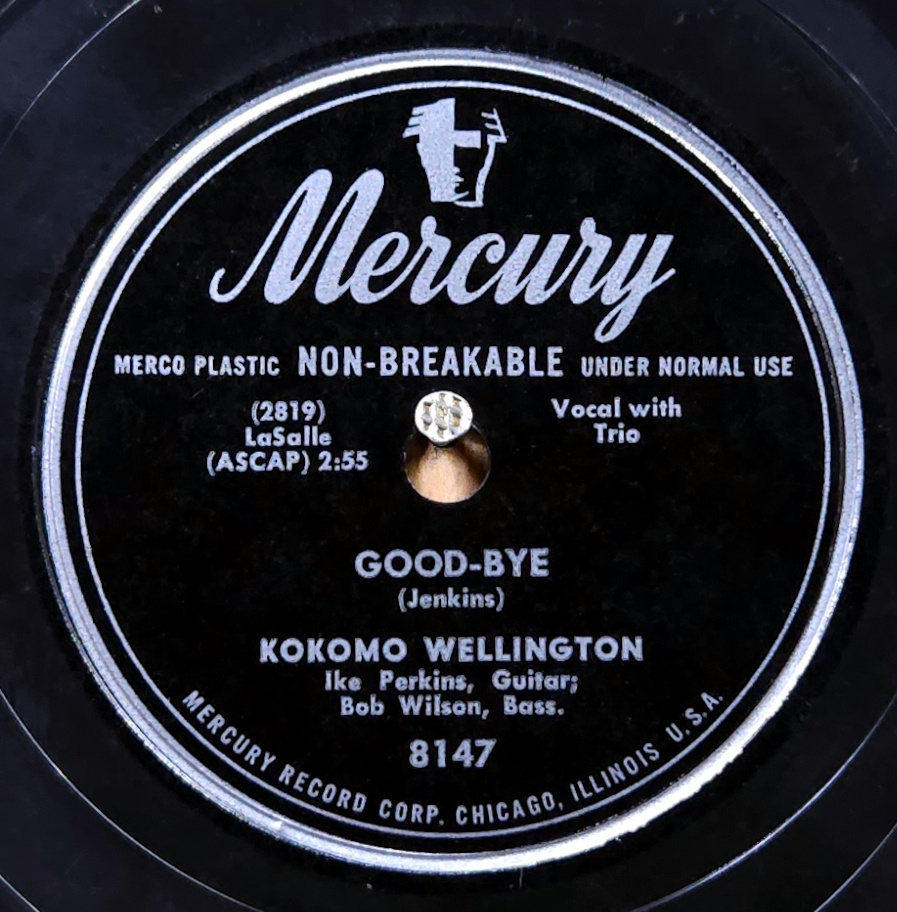 Mercury
MERCO PLASTIC NON-BREAKABLE UNDER NORMAL USE
(2819)
LaSalle
(ASCAP) 2:55
Vocal with
Trio
GOOD-BYE
(Jenkins)
KOKOMO WELLINGTON
Ike Perkins, Guitar;
Bob Wilson, Bass.
8147
MERCURY RECORD CORP. CHICAGO, ILLINOIS U.S.A.